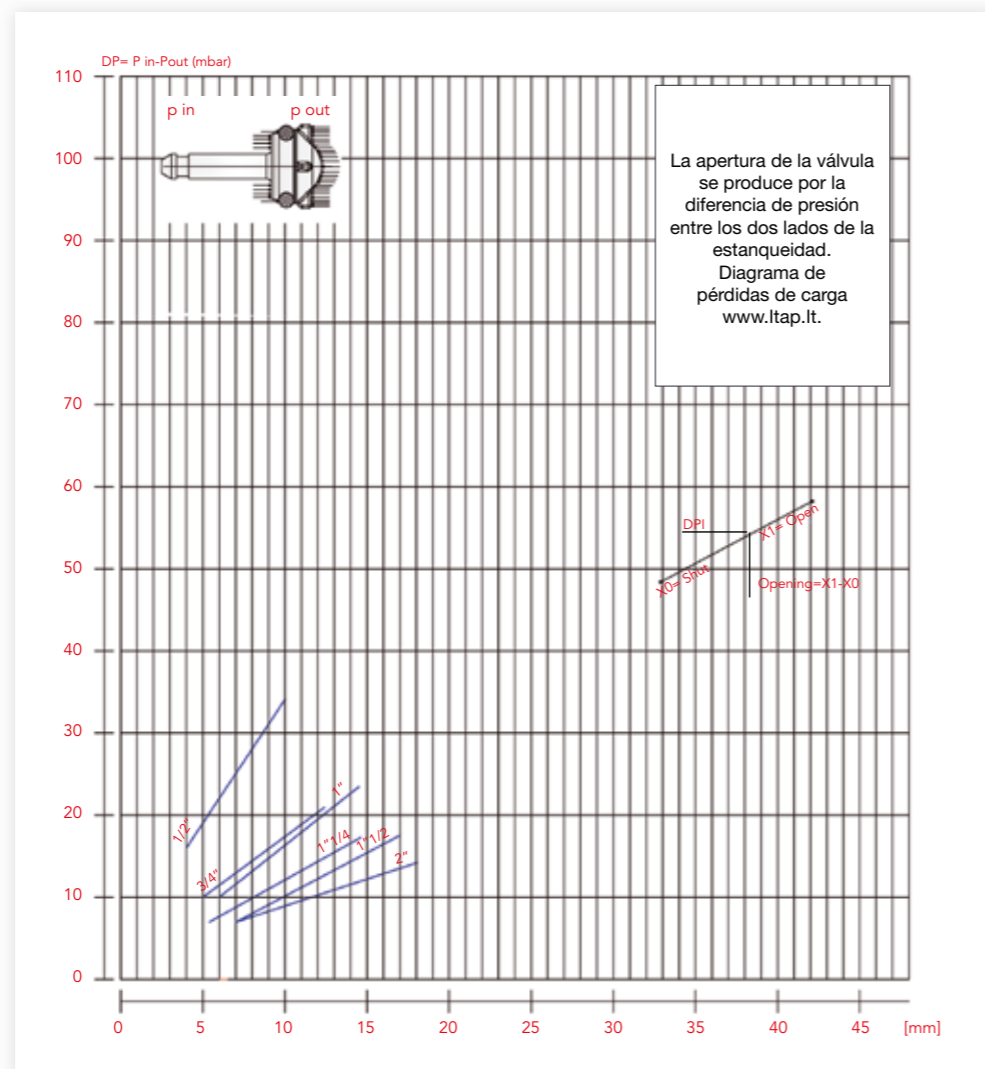 DP= P in-Pout (mbar)
110
p in
p out
100
La apertura de la válvula
se produce por la
diferencia de presión
entre los dos lados de la
estanqueidad.
Diagrama de
pérdidas de carga
www.Itap.It.
90
80
70
60
DPI
X1= Open
50
X0= Shut
Opening=X1-X0
40
30
20
1/2"
3/4"
1"
1"1/4
1"1/2
2"
10
0
0 5 10 15 20 25 30 35 40 45 [mm]